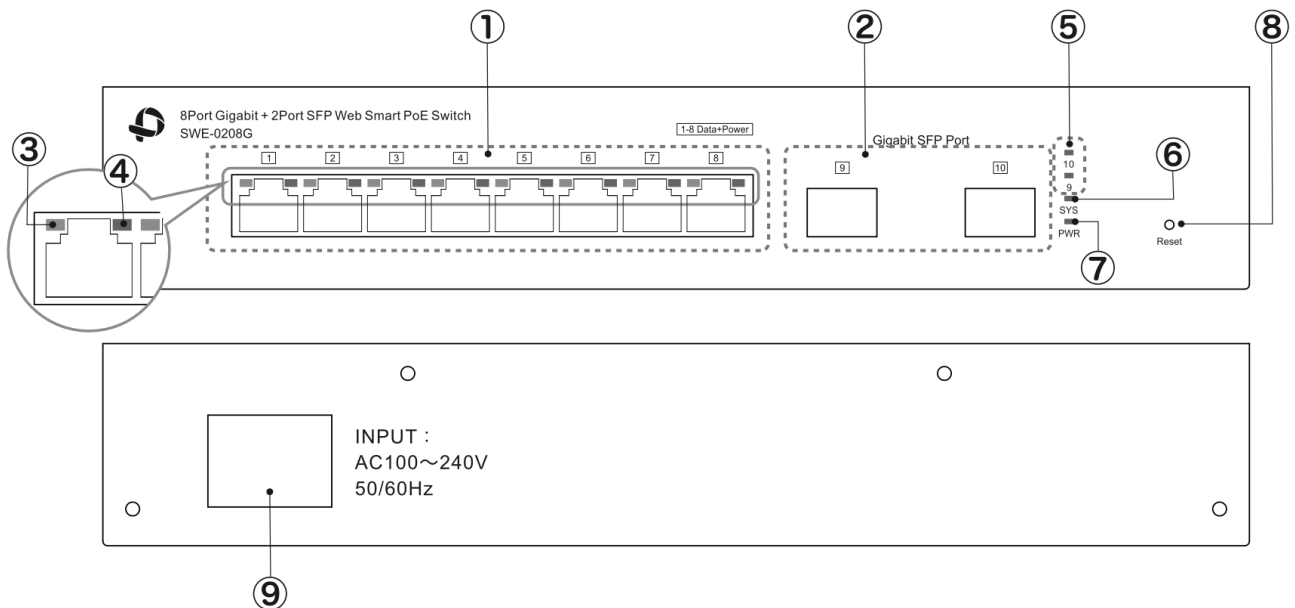 ① ② ⑤ ⑧
8Port Gigabit + 2Port SFP Web Smart PoE Switch
SWE-0208G
1-8 Data+Power
Gigabit SFP Port
③ ④ ⑥
1 2 3 4 5 6 7 8 9 10
10
9
SYS
PWR
Reset
⑦
INPUT :
AC100～240V
50/60Hz
⑨